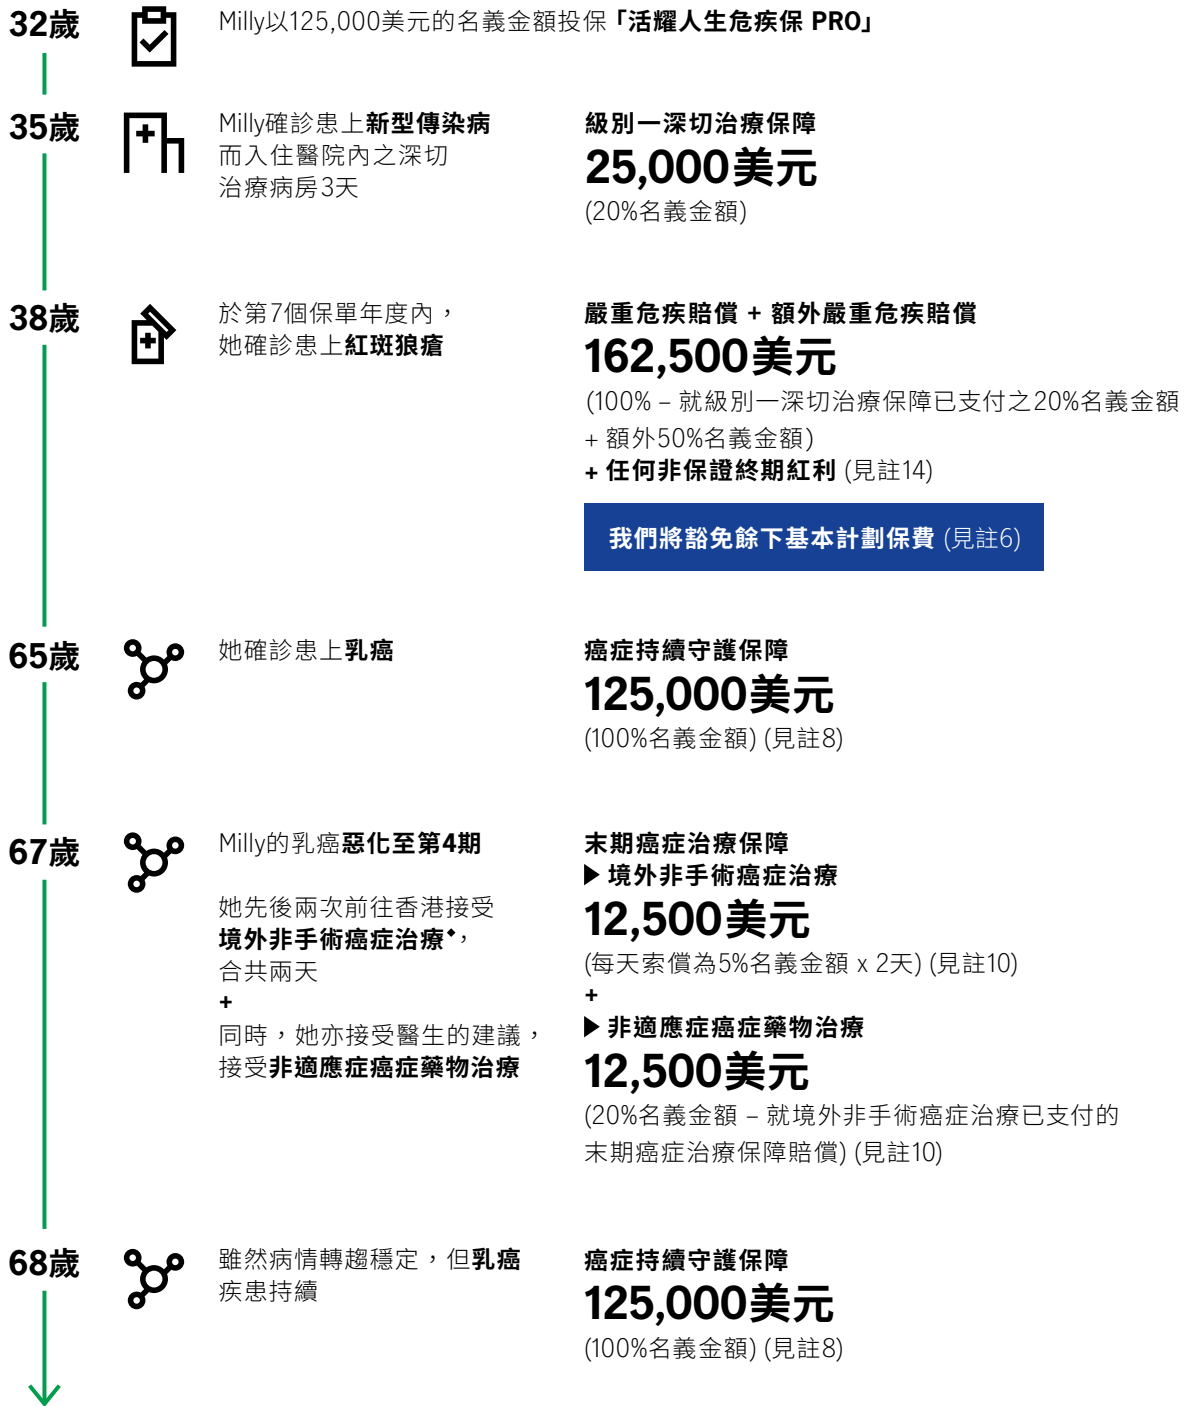 32歲
Milly以125,000美元的名義金額投保「活耀人生危疾保 PRO」
35歲
Milly確診患上新型傳染病
而入住醫院內之深切
治療病房3天
級別一深切治療保障
25,000美元
(20%名義金額)
38歲
於第7個保單年度內，
她確診患上紅斑狼瘡
嚴重危疾賠償 + 額外嚴重危疾賠償
162,500美元
(100% – 就級別一深切治療保障已支付之20%名義金額
+ 額外50%名義金額)
+ 任何非保證終期紅利 (見註14)
我們將豁免餘下基本計劃保費 (見註6)
65歲
她確診患上乳癌
癌症持續守護保障
125,000美元
(100%名義金額) (見註8)
67歲
Milly的乳癌惡化至第4期
她先後兩次前往香港接受
境外非手術癌症治療◆，
合共兩天
+
同時，她亦接受醫生的建議，
接受非適應症癌症藥物治療
末期癌症治療保障
▶ 境外非手術癌症治療
12,500美元
(每天索償為5%名義金額 x 2天) (見註10)
+
▶ 非適應症癌症藥物治療
12,500美元
(20%名義金額 – 就境外非手術癌症治療已支付的
末期癌症治療保障賠償) (見註10)
68歲
雖然病情轉趨穩定，但乳癌
疾患持續
癌症持續守護保障
125,000美元
(100%名義金額) (見註8)